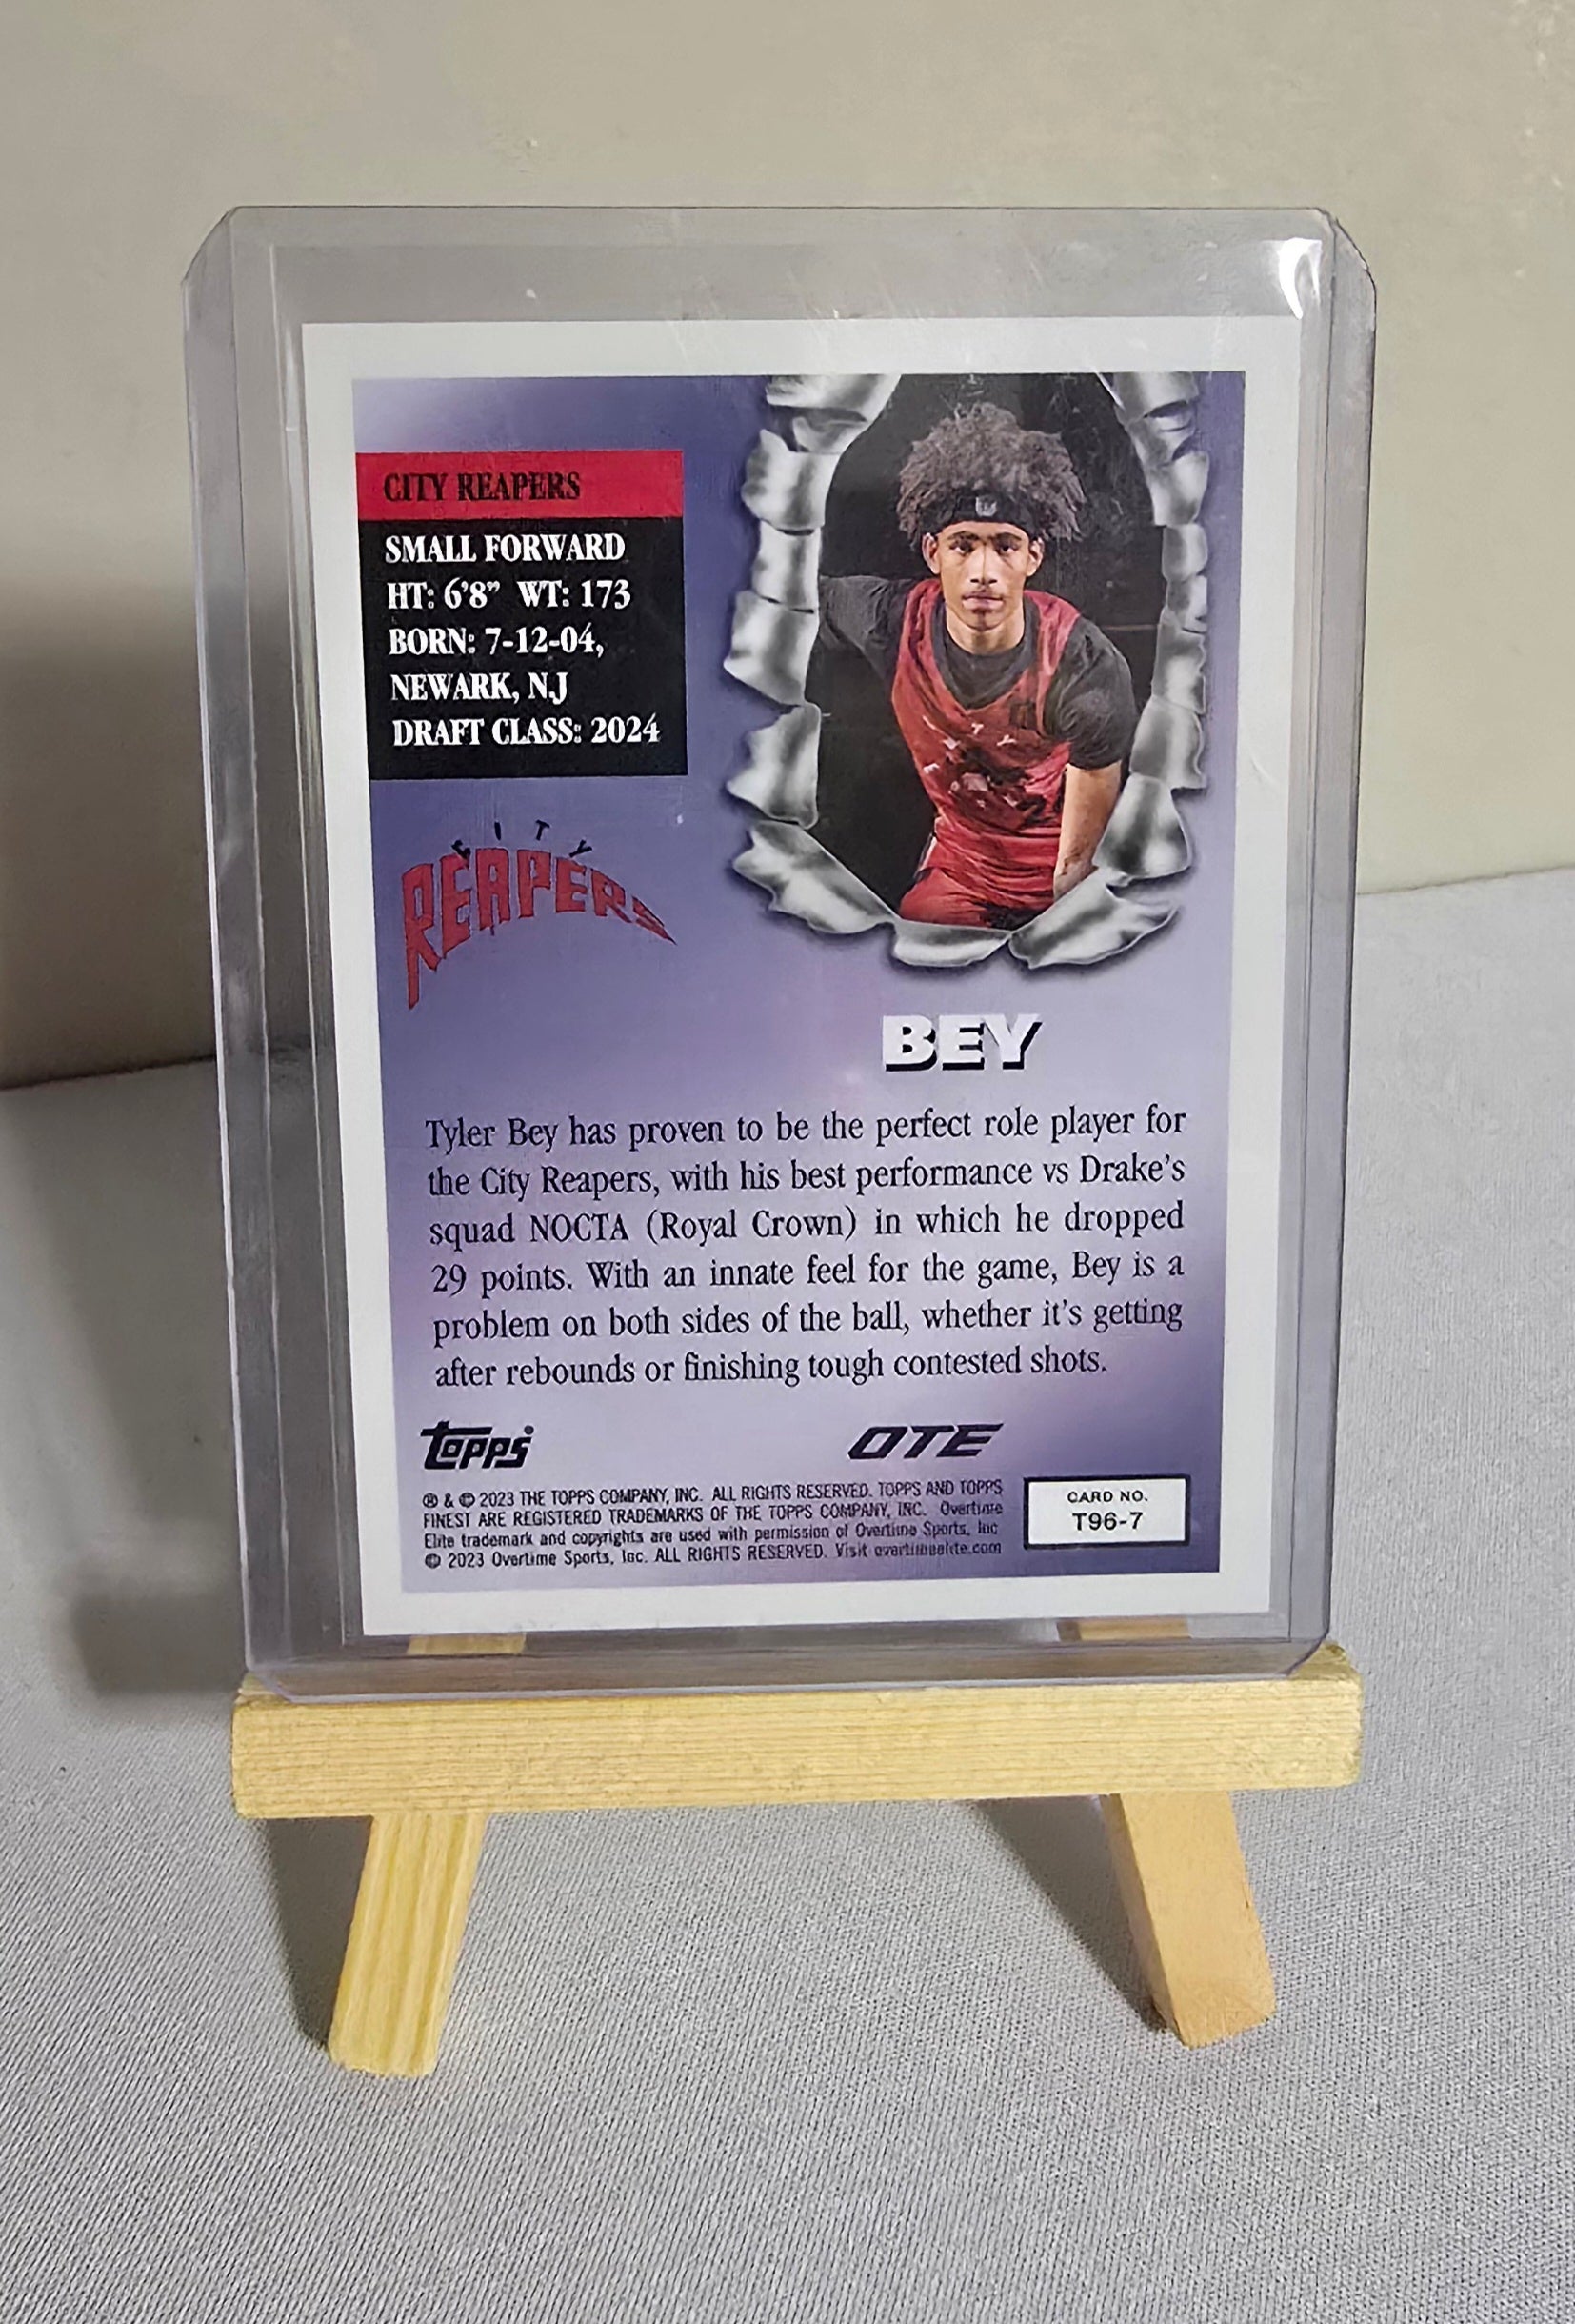 CITY REAPERS
SMALL FORWARD
HT: 6'8" WT: 173
BORN: 7-12-04,
NEWARK, NJ
DRAFT CLASS: 2024
CITY
REAPERS
BEY
Tyler Bey has proven to be the perfect role player for
the City Reapers, with his best performance vs Drake's
squad NOCTA (Royal Crown) in which he dropped
29 points. With an innate feel for the game, Bey is a
problem on both sides of the ball, whether it's getting
after rebounds or finishing tough contested shots.
topps OTE
® & © 2023 THE TOPPS COMPANY, INC. ALL RIGHTS RESERVED. TOPPS AND TOPPS
FINEST ARE REGISTERED TRADEMARKS OF THE TOPPS COMPANY, INC. Overtime
Elite trademark and copyrights are used with permission of Overtime Sports, Inc
© 2023 Overtime Sports, Inc. ALL RIGHTS RESERVED. Visit overtimeelite.com
CARD NO.
T96-7